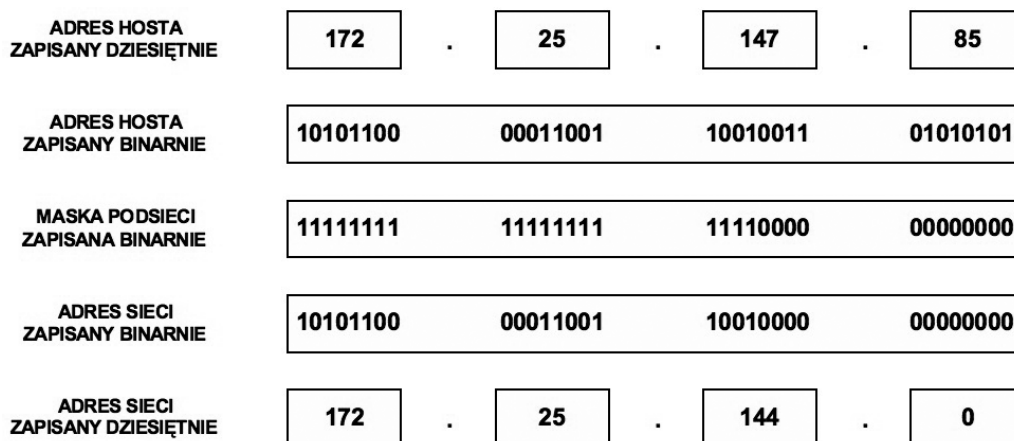 ADRES HOSTA
ZAPISANY DZIESIĘTNIE
172 . 25 . 147 . 85
ADRES HOSTA
ZAPISANY BINARNIE
10101100 00011001 10010011 01010101
MASKA PODSIECI
ZAPISANA BINARNIE
11111111 11111111 11110000 00000000
ADRES SIECI
ZAPISANY BINARNIE
10101100 00011001 10010000 00000000
ADRES SIECI
ZAPISANY DZIESIĘTNIE
172 . 25 . 144 . 0